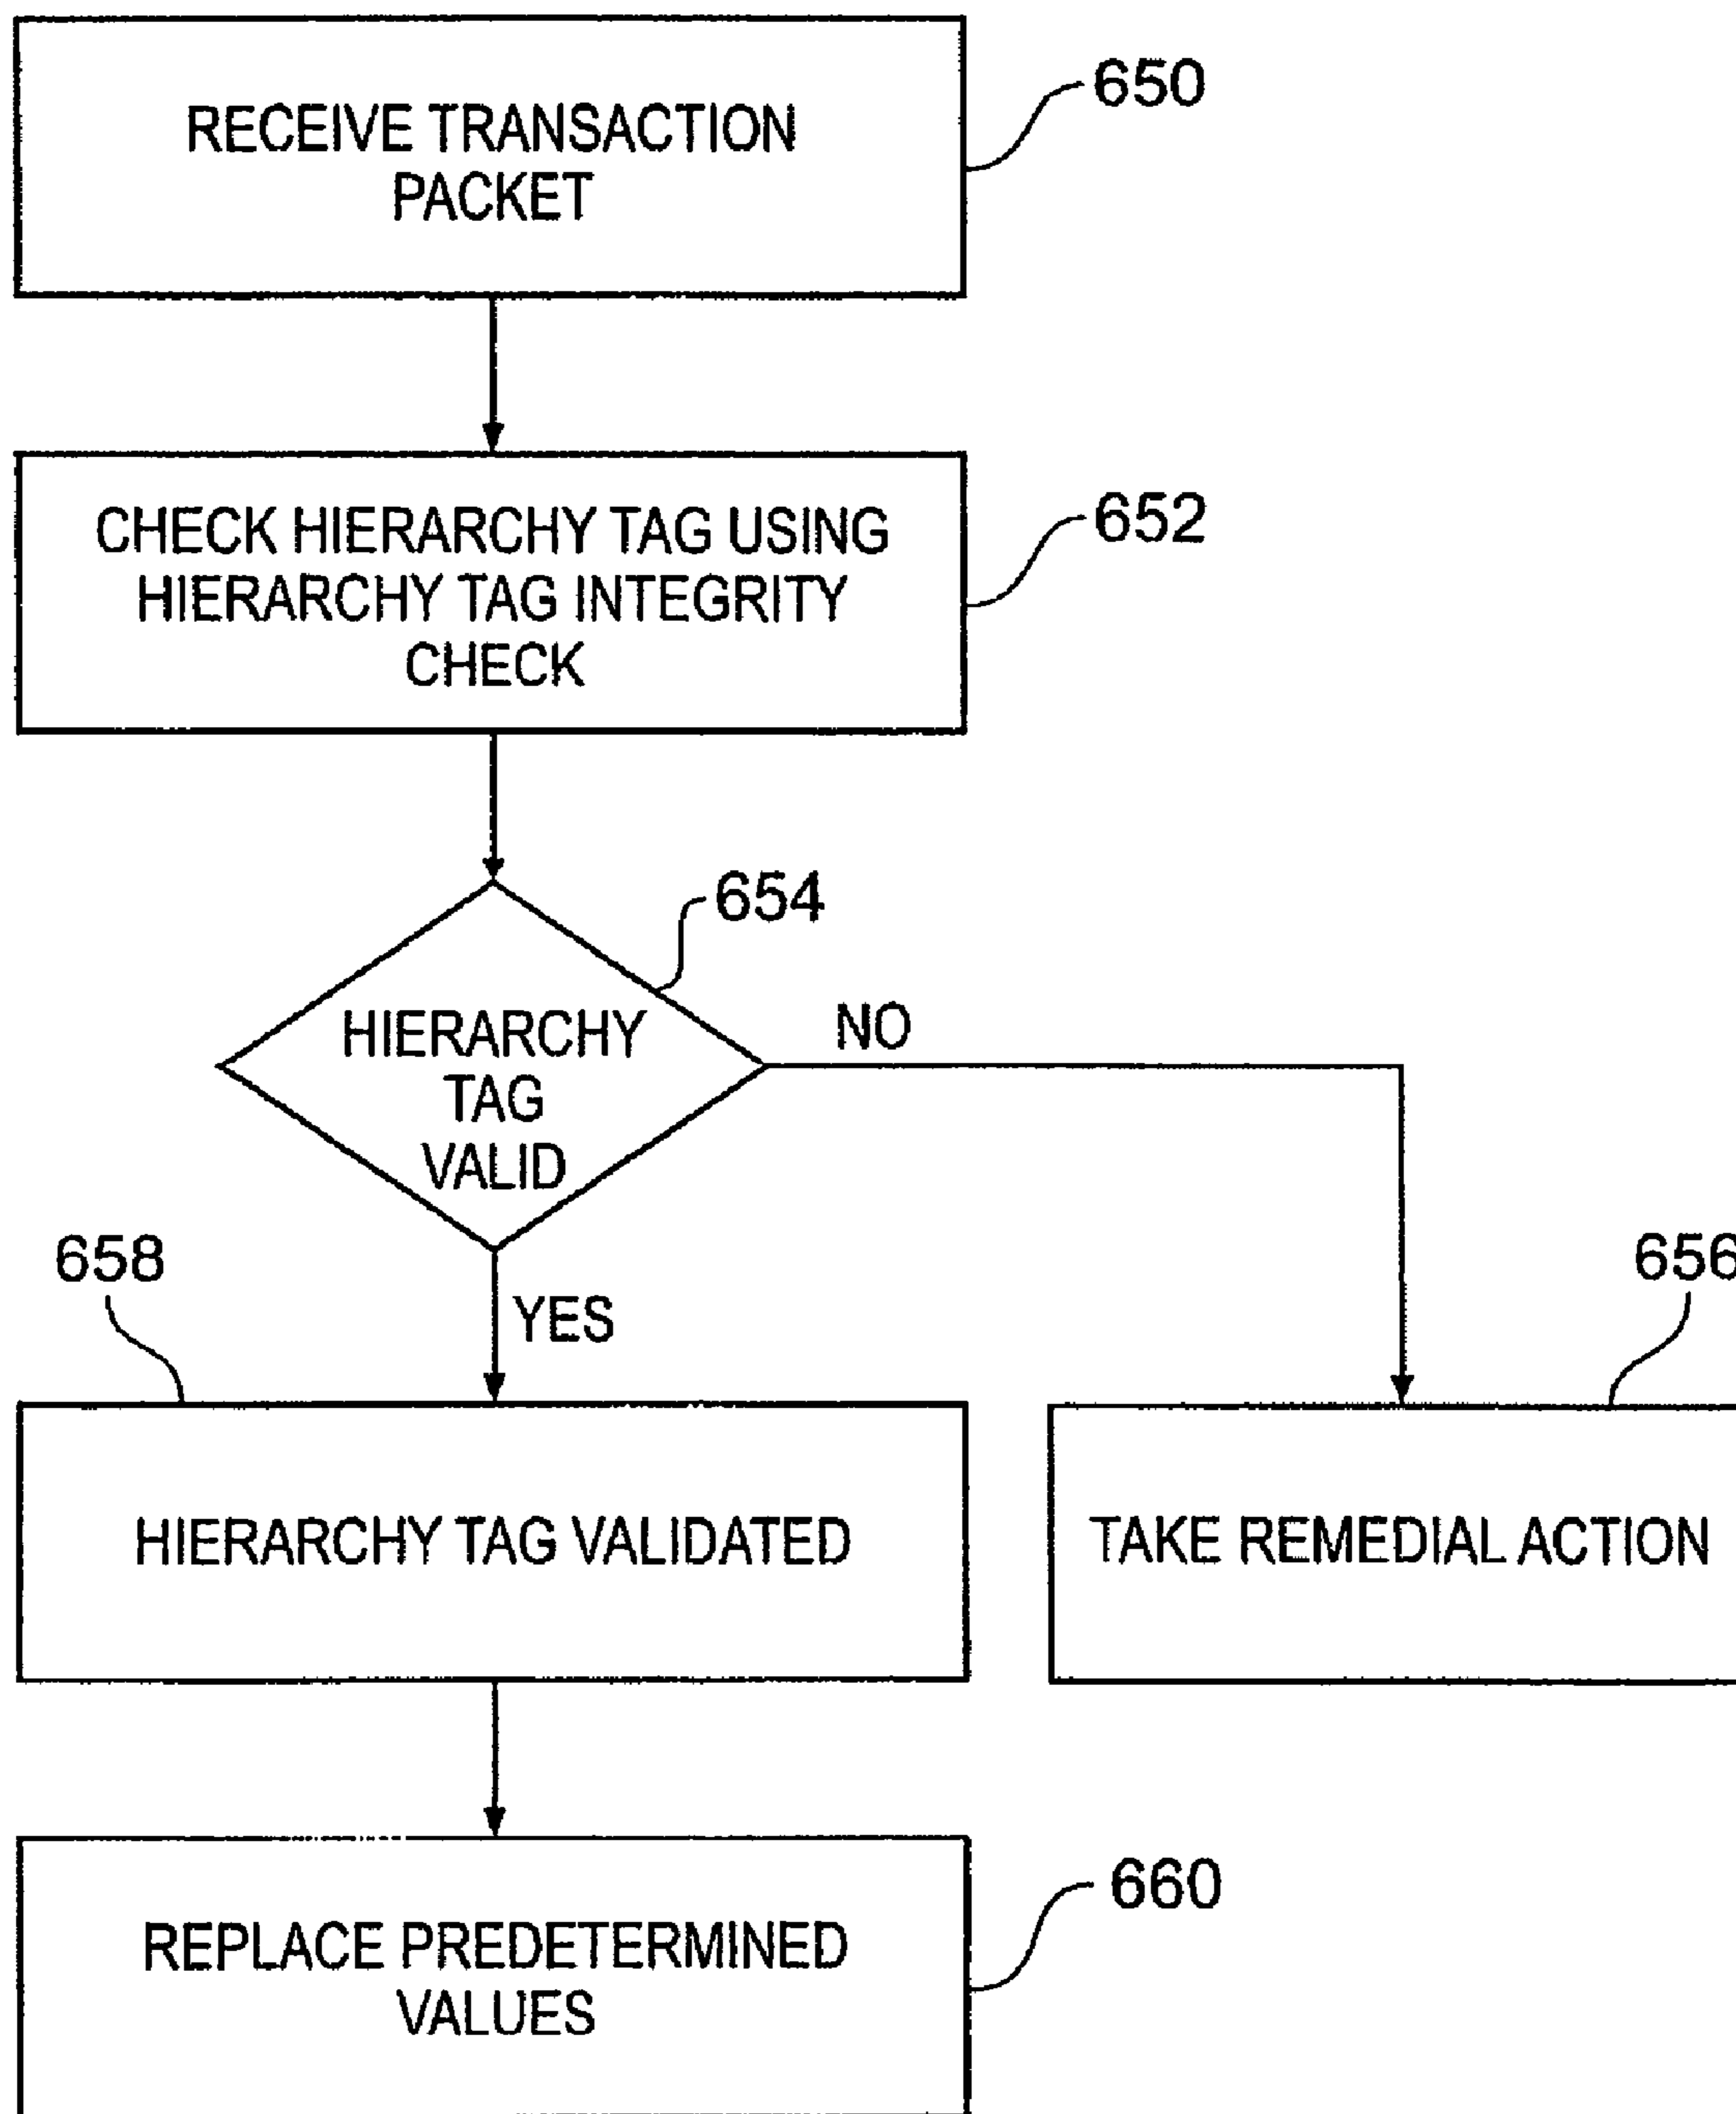 RECEIVE TRANSACTION
PACKET
650
CHECK HIERARCHY TAG USING
HIERARCHY TAG INTEGRITY
CHECK
652
654
HIERARCHY
TAG
VALID
NO
YES
658
656
HIERARCHY TAG VALIDATED
TAKE REMEDIAL ACTION
REPLACE PREDETERMINED
VALUES
660